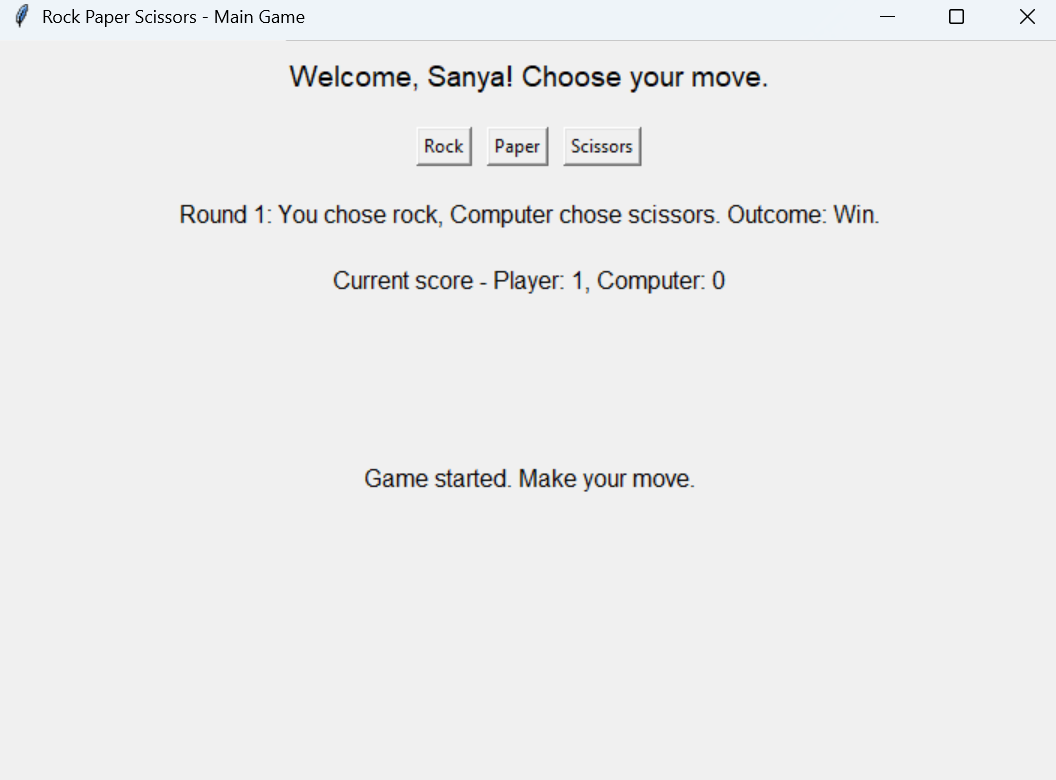 Rock Paper Scissors - Main Game
Welcome, Sanya! Choose your move.
Rock Paper Scissors
Round 1: You chose rock, Computer chose scissors. Outcome: Win.
Current score - Player: 1, Computer: 0
Game started. Make your move.